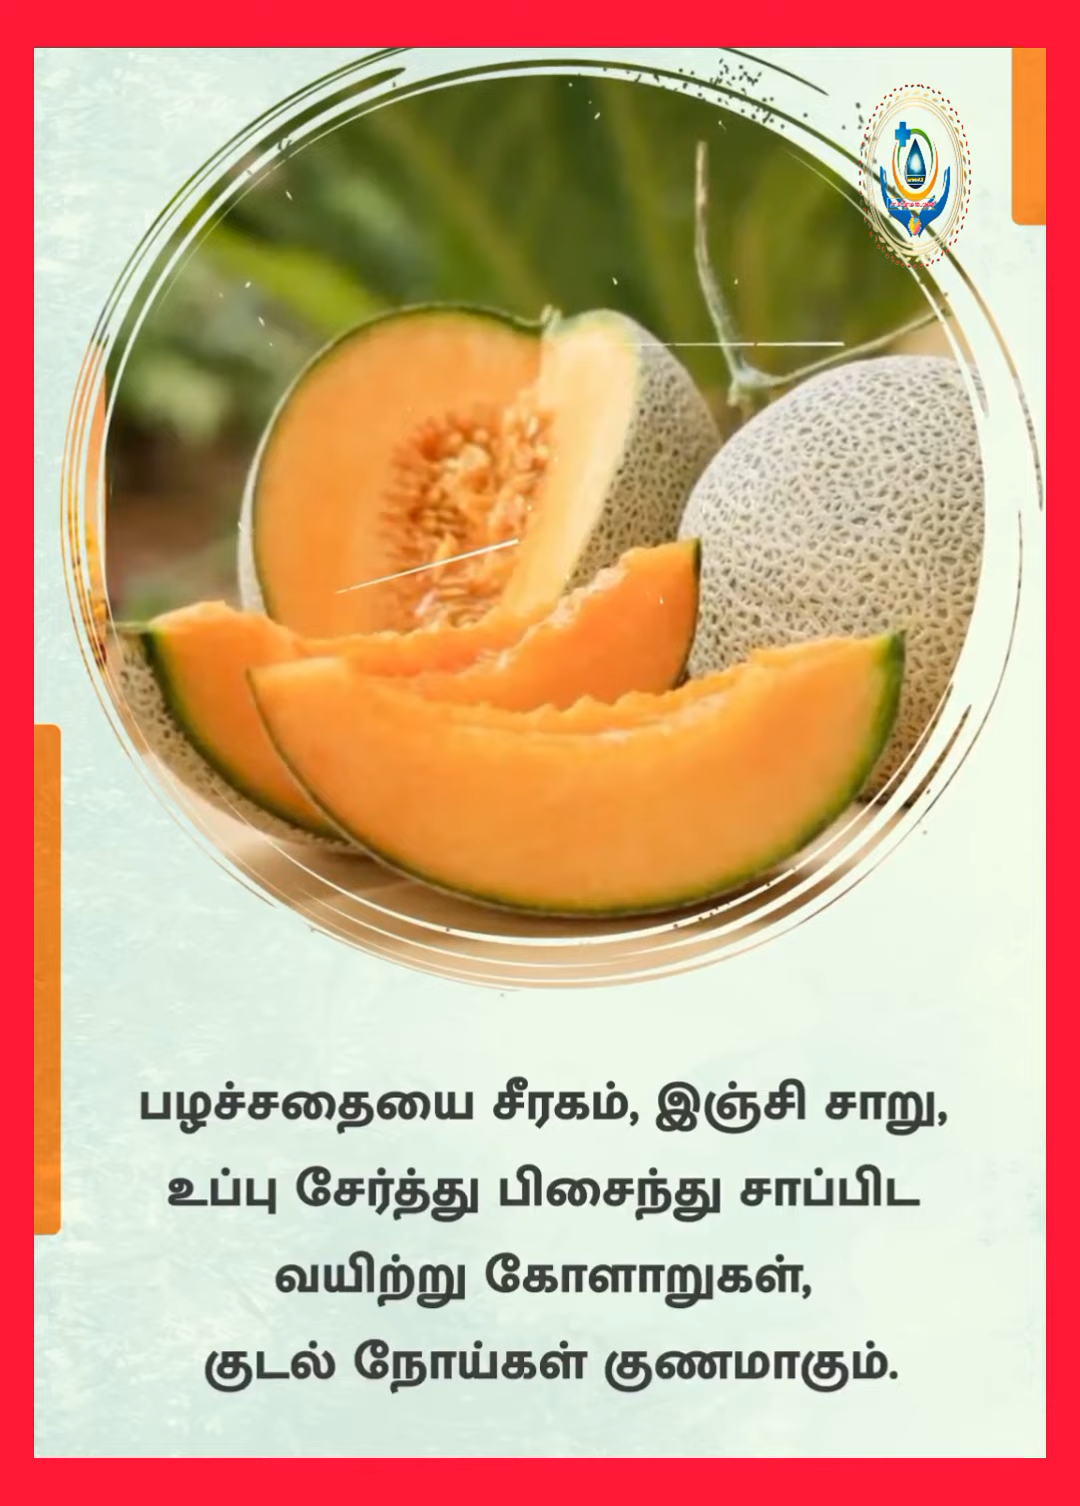 பழச்சதையை சீரகம், இஞ்சி சாறு,
உப்பு சேர்த்து பிசைந்து சாப்பிட
வயிற்று கோளாறுகள்,
குடல் நோய்கள் குணமாகும்.